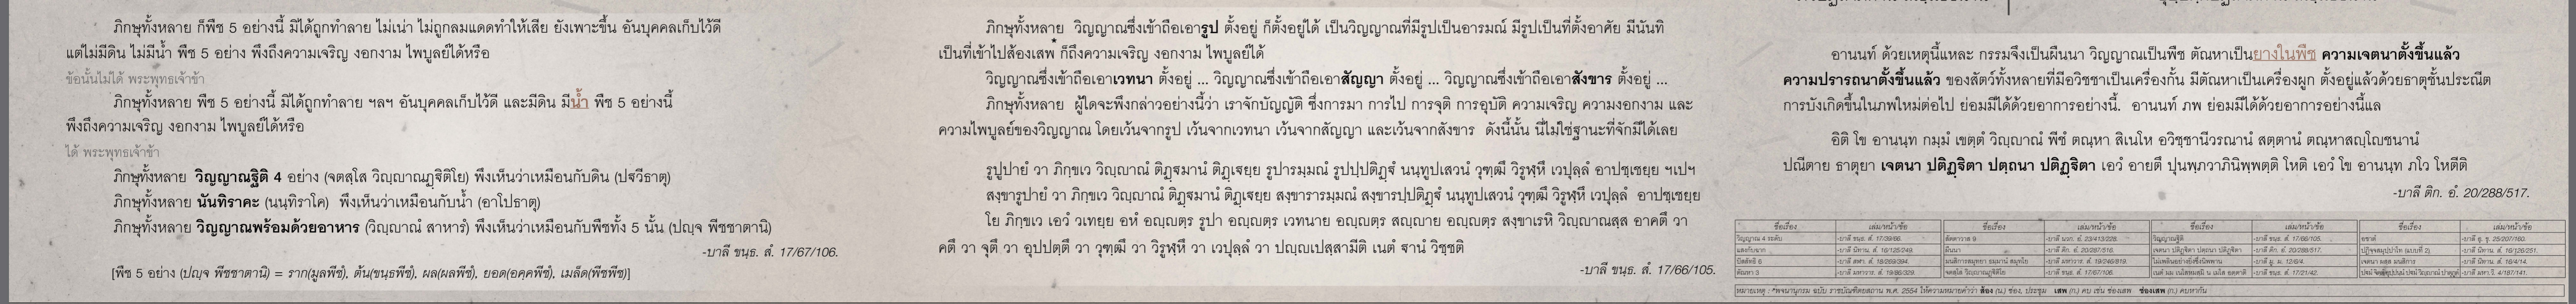 ภิกษุทั้งหลาย ก็พืช 5 อย่างนี้ มิได้ถูกทำลาย ไม่เน่า ไม่ถูกลมแดดทำให้เสีย ยังเพาะขึ้น อันบุคคลเก็บไว้ดี
แต่ไม่มีดิน ไม่มีน้ำ พืช 5 อย่าง พึงถึงความเจริญ งอกงาม ไพบูลย์ได้หรือ
ข้อนั้นไม่ได้ พระพุทธเจ้าข้า
ภิกษุทั้งหลาย พืช 5 อย่างนี้ มิได้ถูกทำลาย ฯลฯ อันบุคคลเก็บไว้ดี และมีดิน มีน้ำ พืช 5 อย่างนี้
พึงถึงความเจริญ งอกงาม ไพบูลย์ได้หรือ
ได้ พระพุทธเจ้าข้า
ภิกษุทั้งหลาย วิญญาณฐิติ 4 อย่าง (จตสฺโส วิญฺญาณฏฺฐิติโย) พึงเห็นว่าเหมือนกับดิน (ปฐวีธาตุ)
ภิกษุทั้งหลาย นันทิราคะ (นนฺทิราโค) พึงเห็นว่าเหมือนกับน้ำ (อาโปธาตุ)
ภิกษุทั้งหลาย วิญญาณพร้อมด้วยอาหาร (วิญฺญาณํ สาหารํ) พึงเห็นว่าเหมือนกับพืชทั้ง 5 นั้น (ปญฺจ พีชชาตานิ)
-บาลี ขนฺธ. สํ. 17/67/106.
[พืช 5 อย่าง (ปญฺจ พีชชาตานิ) = ราก(มูลพีชํ), ต้น(ขนฺธพีชํ), ผล(ผลพีชํ), ยอด(อคฺคพีชํ), เมล็ด(พีชพีชํ)]
ภิกษุทั้งหลาย วิญญาณซึ่งเข้าถือเอารูป ตั้งอยู่ ก็ตั้งอยู่ได้ เป็นวิญญาณที่มีรูปเป็นอารมณ์ มีรูปเป็นที่ตั้งอาศัย มีนันทิ
เป็นที่เข้าไปส้องเสพ* ก็ถึงความเจริญ งอกงาม ไพบูลย์ได้
วิญญาณซึ่งเข้าถือเอาเวทนา ตั้งอยู่ ... วิญญาณซึ่งเข้าถือเอาสัญญา ตั้งอยู่ ... วิญญาณซึ่งเข้าถือเอาสังขาร ตั้งอยู่ ...
ภิกษุทั้งหลาย ผู้ใดจะพึงกล่าวอย่างนี้ว่า เราจักบัญญัติ ซึ่งการมา การไป การจุติ การอุบัติ ความเจริญ ความงอกงาม และ
ความไพบูลย์ของวิญญาณ โดยเว้นจากรูป เว้นจากเวทนา เว้นจากสัญญา และเว้นจากสังขาร ดังนี้นั้น นี่ไม่ใช่ฐานะที่จักมีได้เลย
รูปูปายํ วา ภิกฺขเว วิญฺญาณํ ติฏฺฐมานํ ติฏฺเฐยฺย รูปารมฺมณํ รูปปฺปติฏฺฐํ นนฺทูปเสวนํ วุฑฺฒึ วิรูฬฺหึ เวปุลฺลํ อาปชฺเชยฺย ฯเปฯ
สงฺขารูปายํ วา ภิกฺขเว วิญฺญาณํ ติฏฺฐมานํ ติฏฺเฐยฺย สงฺขารารมฺมณํ สงฺขารปฺปติฏฺฐํ นนฺทูปเสวนํ วุฑฺฒึ วิรูฬฺหึ เวปุลฺลํ อาปชฺเชยฺย
โย ภิกฺขเว เอวํ วเทยฺย อหํ อญฺญตฺร รูปา อญฺญตฺร เวทนาย อญฺญตฺร สญฺญาย อญฺญตฺร สงฺขาเรหิ วิญฺญาณสฺส อาคตึ วา
คตึ วา จุตึ วา อุปปตฺตึ วา วุฑฺฒึ วา วิรูฬฺหึ วา เวปุลฺลํ วา ปญฺญเปสฺสามีติ เนตํ ฐานํ วิชฺชติ
-บาลี ขนฺธ. สํ. 17/66/105.
อานนท์ ด้วยเหตุนี้แหละ กรรมจึงเป็นผืนนา วิญญาณเป็นพืช ตัณหาเป็นยางในพืช ความเจตนาตั้งขึ้นแล้ว
ความปรารถนาตั้งขึ้นแล้ว ของสัตว์ทั้งหลายที่มีอวิชชาเป็นเครื่องกั้น มีตัณหาเป็นเครื่องผูก ตั้งอยู่แล้วด้วยธาตุชั้นประณีต
การบังเกิดขึ้นในภพใหม่ต่อไป ย่อมมีได้ด้วยอาการอย่างนี้. อานนท์ ภพ ย่อมมีได้ด้วยอาการอย่างนี้แล
อิติ โข อานนฺท กมฺมํ เขตฺตํ วิญฺญาณํ พีชํ ตณฺหา สิเนโห อวิชฺชานีวรณานํ สตฺตานํ ตณฺหาสญฺโญชนานํ
ปณีตาย ธาตุยา เจตนา ปติฏฺฐิตา ปตฺถนา ปติฏฺฐิตา เอวํ อายตึ ปุนพฺภวาภินิพฺพตฺติ โหติ เอวํ โข อานนฺท ภโว โหตีติ
-บาลี ติก. อํ. 20/288/517.
ชื่อเรื่อง เล่ม/หน้า/ข้อ ชื่อเรื่อง เล่ม/หน้า/ข้อ ชื่อเรื่อง เล่ม/หน้า/ข้อ ชื่อเรื่อง เล่ม/หน้า/ข้อ